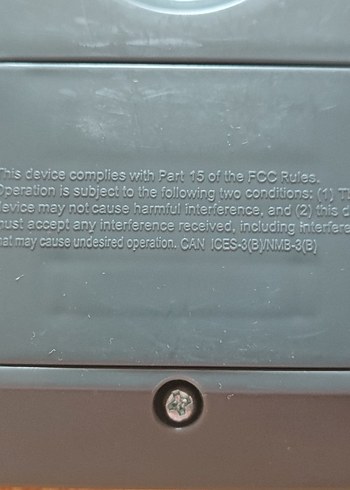 This device complies with Part 15 of the FCC Rules.
Operation is subject to the following two conditions: (1) Th
device may not cause harmful interference, and (2) this d
must accept any interference received, including interfere
hat may cause undesired operation. CAN ICES-3(B)/NMB-3(B)